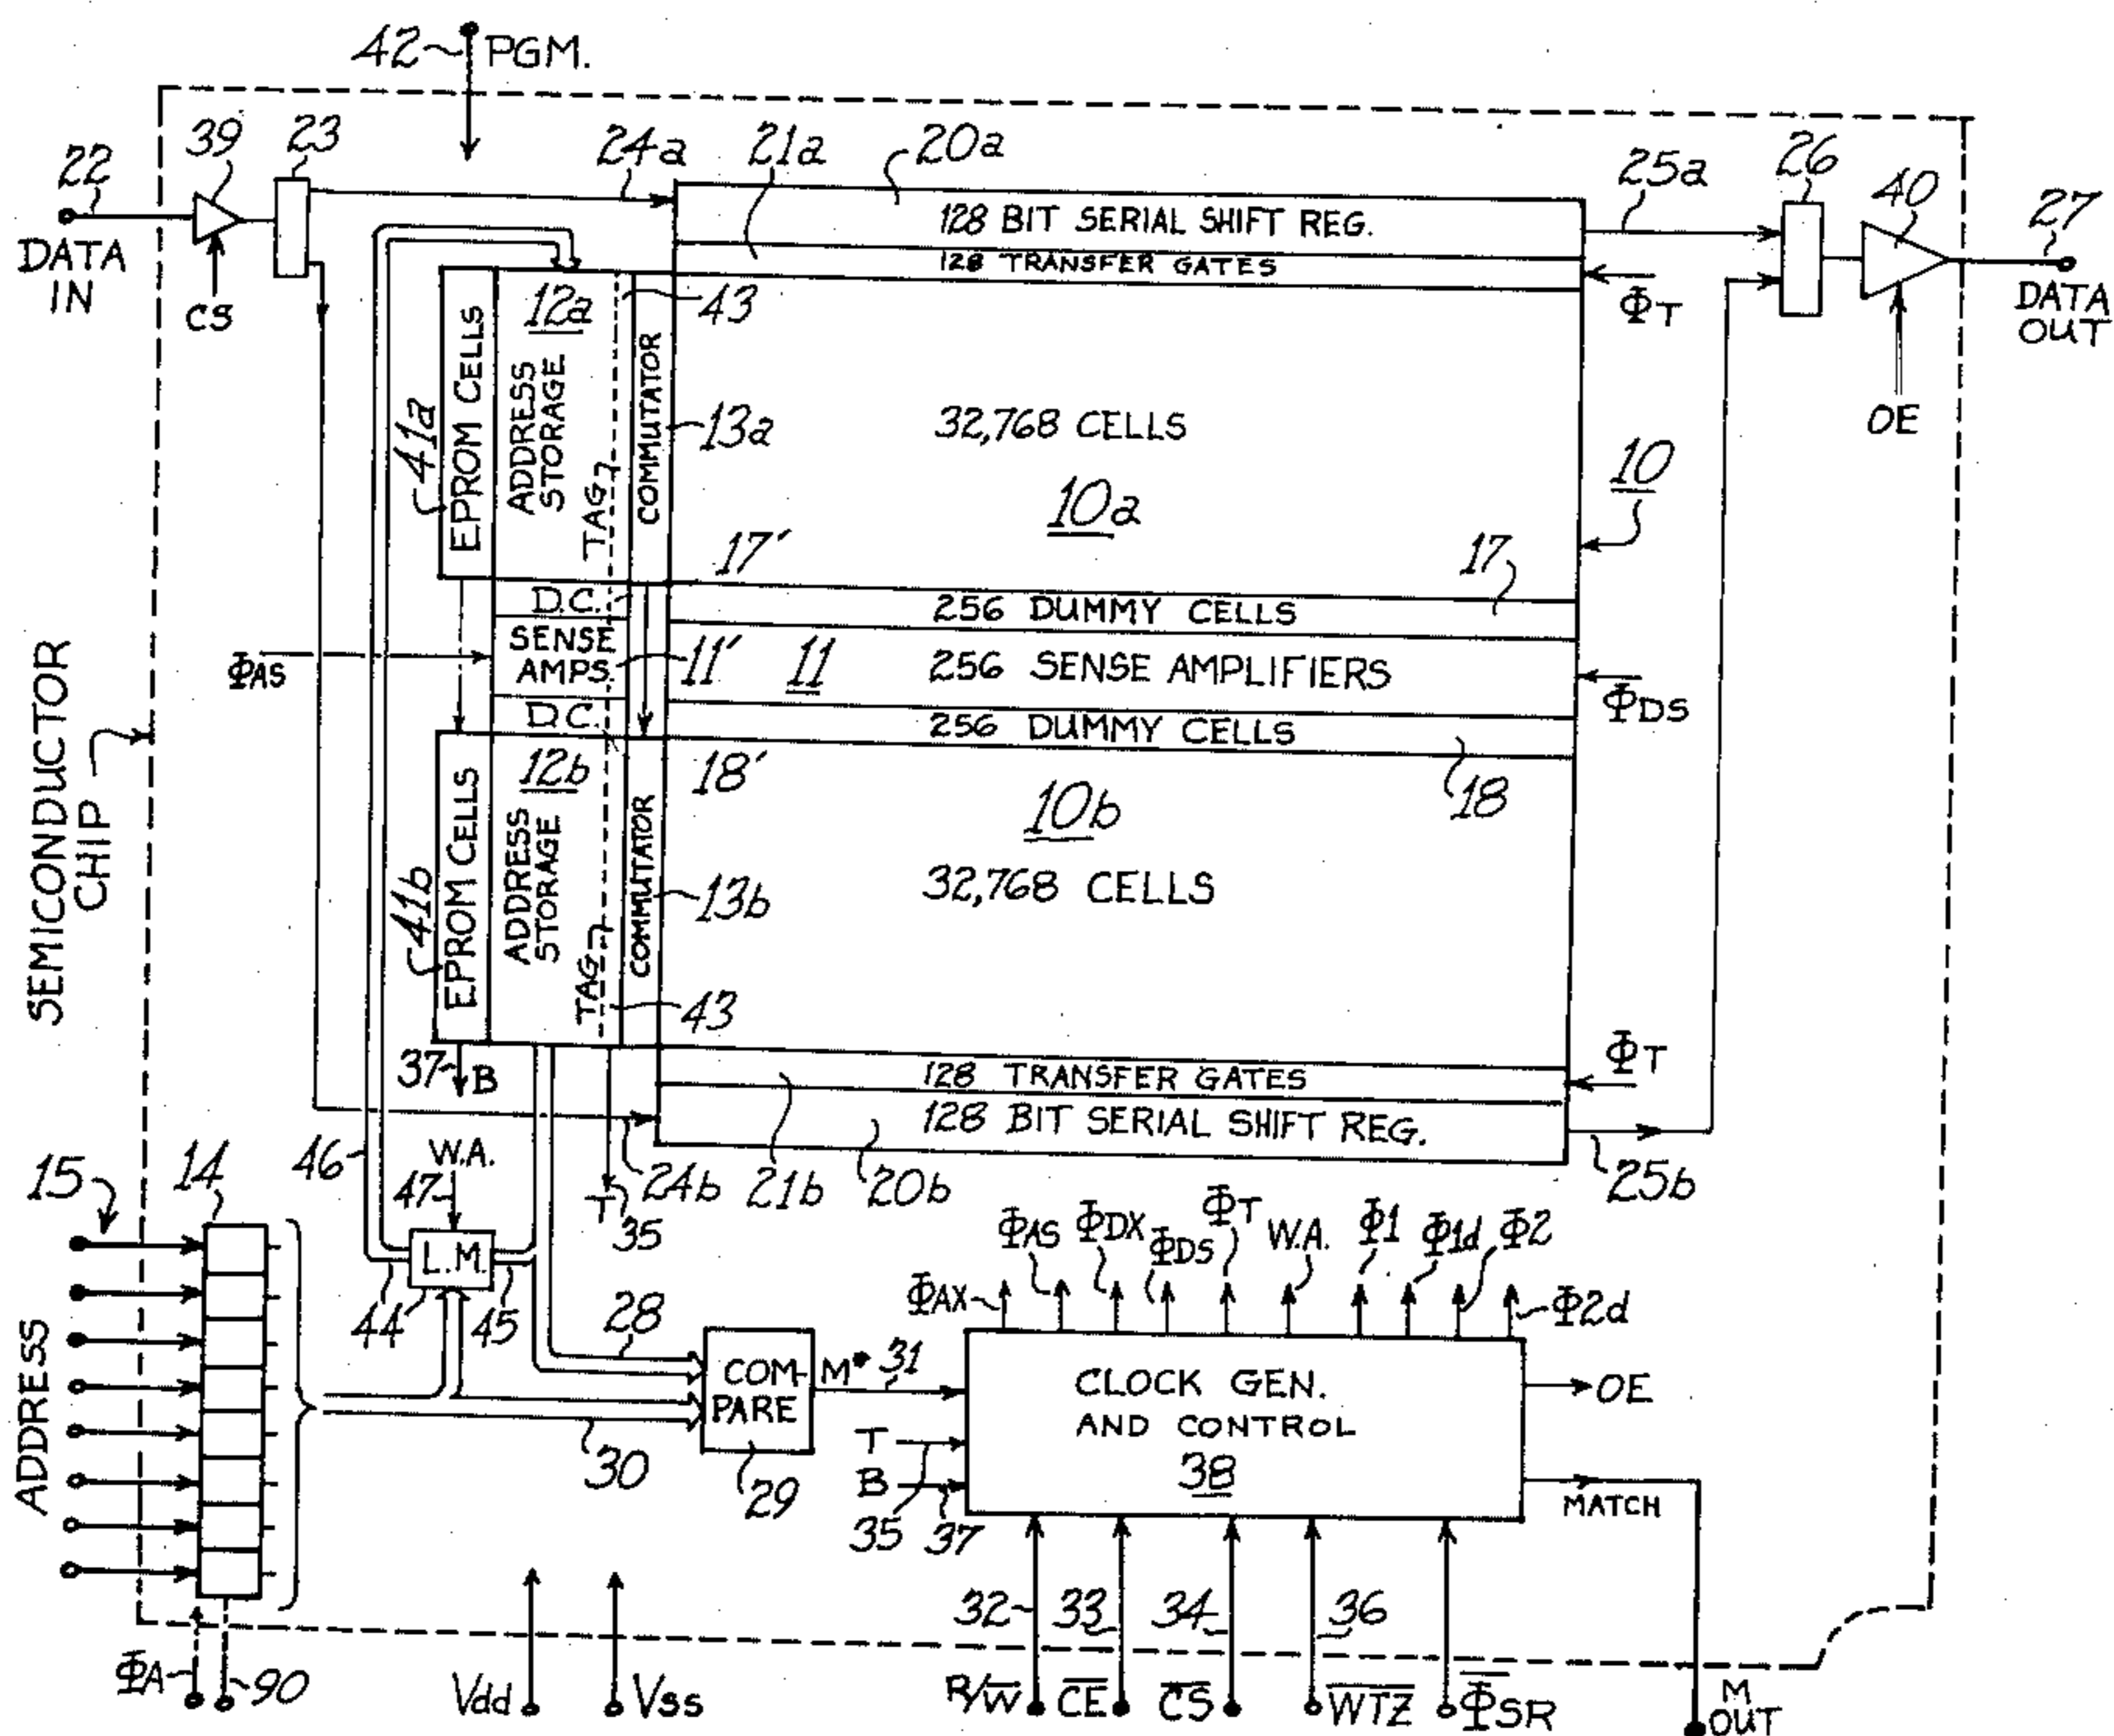 42 PGM.
22
39
23
24a
21a
20a
25a
26
40
27
DATA IN
CS
128 BIT SERIAL SHIFT REG.
128 TRANSFER GATES
ΦT
DATA OUT
OE
41a
EPROM CELLS
12a
ADDRESS STORAGE
TAG
43
COMMUTATOR
13a
32,768 CELLS
10a
10
17'
17
D.C.
256 DUMMY CELLS
ΦAS
SENSE AMPS.
11'
11
256 SENSE AMPLIFIERS
ΦDS
D.C.
256 DUMMY CELLS
SEMICONDUCTOR CHIP
41b
EPROM CELLS
12b
ADDRESS STORAGE
TAG
43
COMMUTATOR
13b
18'
18
10b
32,768 CELLS
37 B
128 TRANSFER GATES
ΦT
128 BIT SERIAL SHIFT REG.
15
14
46
W.A.
47
T
35
24b
21b
20b
25b
L.M.
44
45
28
ADDRESS
30
COMPARE
29
M*
31
ΦAX
ΦAS
ΦDX
ΦDS
ΦT
W.A.
Φ1
Φ1d
Φ2
Φ2d
CLOCK GEN. AND CONTROL
38
OE
MATCH
T
B
35
37
32
33
34
36
ΦA
90
Vdd
Vss
R/W̅
C̅E̅
C̅S̅
W̅T̅Z̅
Φ̅SR
M OUT